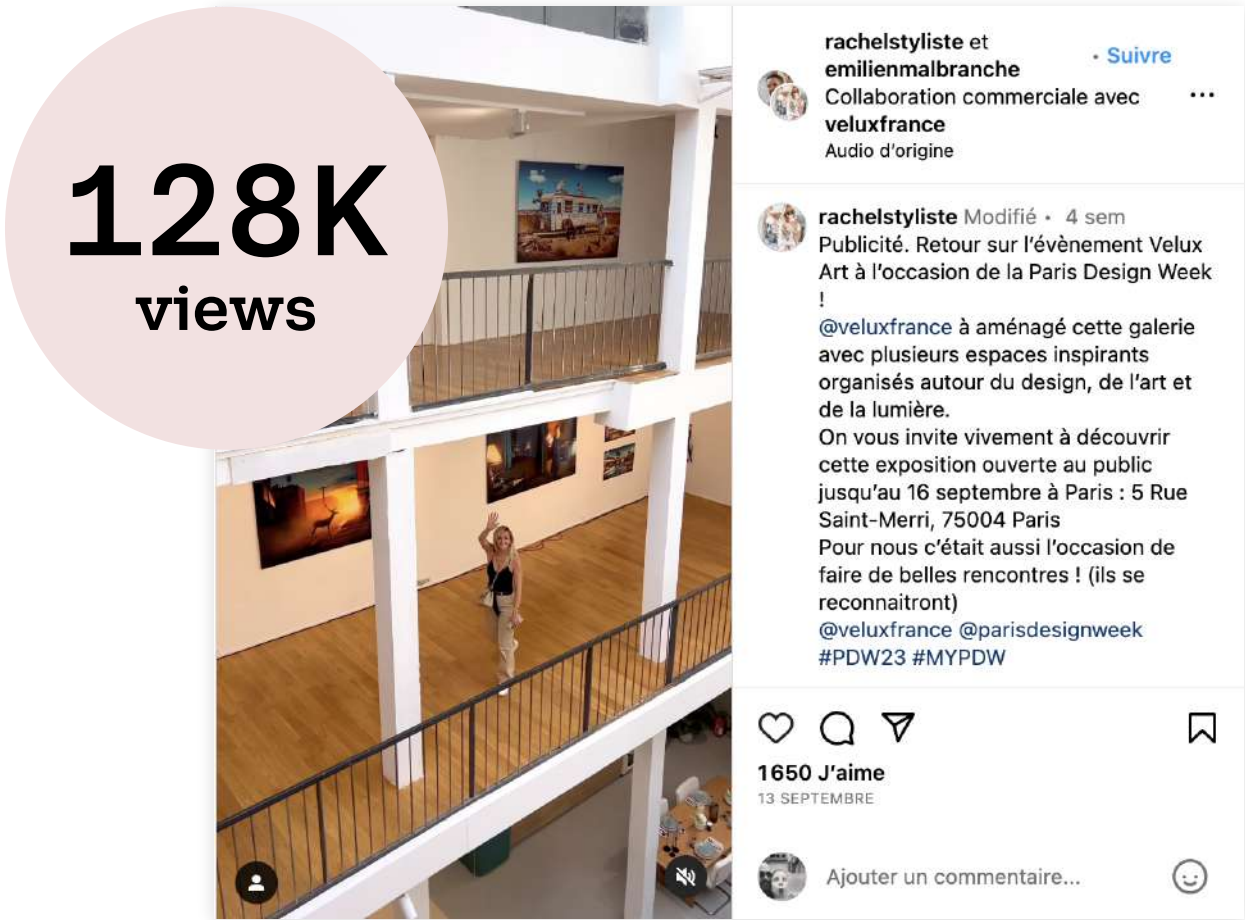 128K
views
rachelstyliste et
emilienmalbranche
• Suivre
Collaboration commerciale avec
veluxfrance
Audio d'origine
rachelstyliste Modifié • 4 sem
Publicité. Retour sur l'évènement Velux
Art à l'occasion de la Paris Design Week
!
@veluxfrance à aménagé cette galerie
avec plusieurs espaces inspirants
organisés autour du design, de l'art et
de la lumière.
On vous invite vivement à découvrir
cette exposition ouverte au public
jusqu'au 16 septembre à Paris : 5 Rue
Saint-Merri, 75004 Paris
Pour nous c'était aussi l'occasion de
faire de belles rencontres ! (ils se
reconnaitront)
@veluxfrance @parisdesignweek
#PDW23 #MYPDW
1650 J'aime
13 SEPTEMBRE
Ajouter un commentaire...